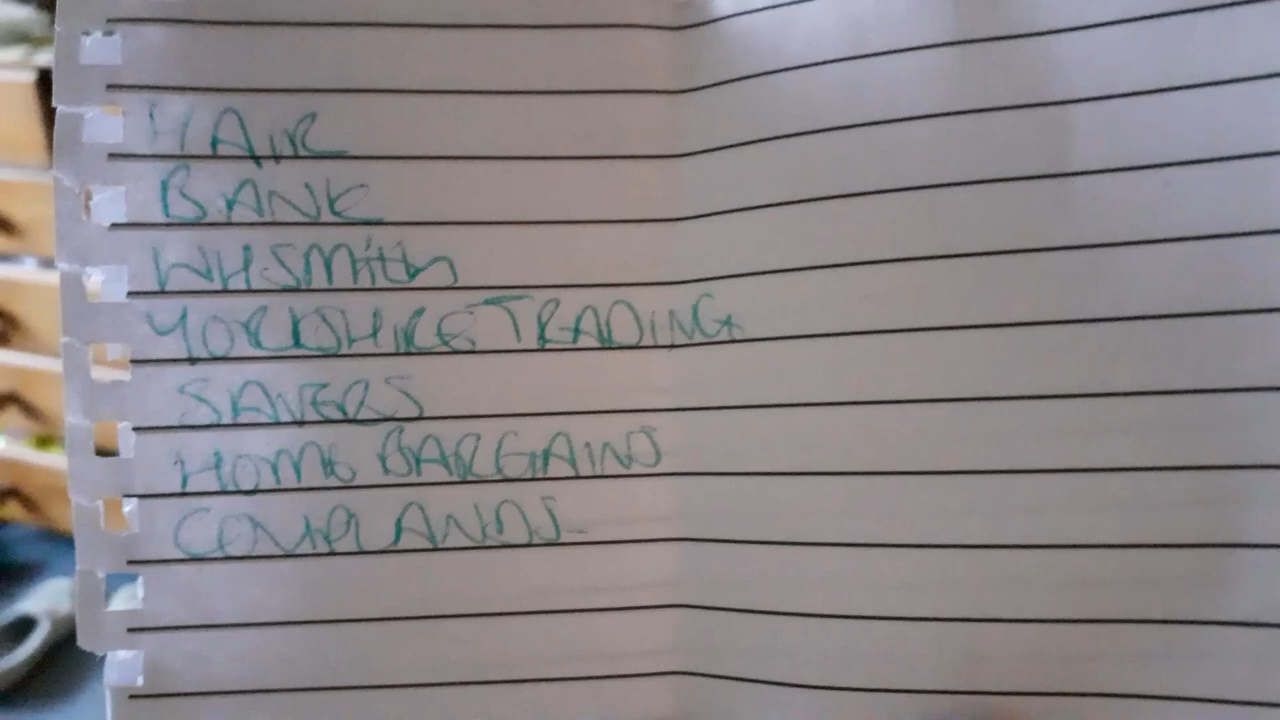 HAIR
BANK
WHSmith
YORKSHIRE TRADING
SAVERS
HOME BARGAINS